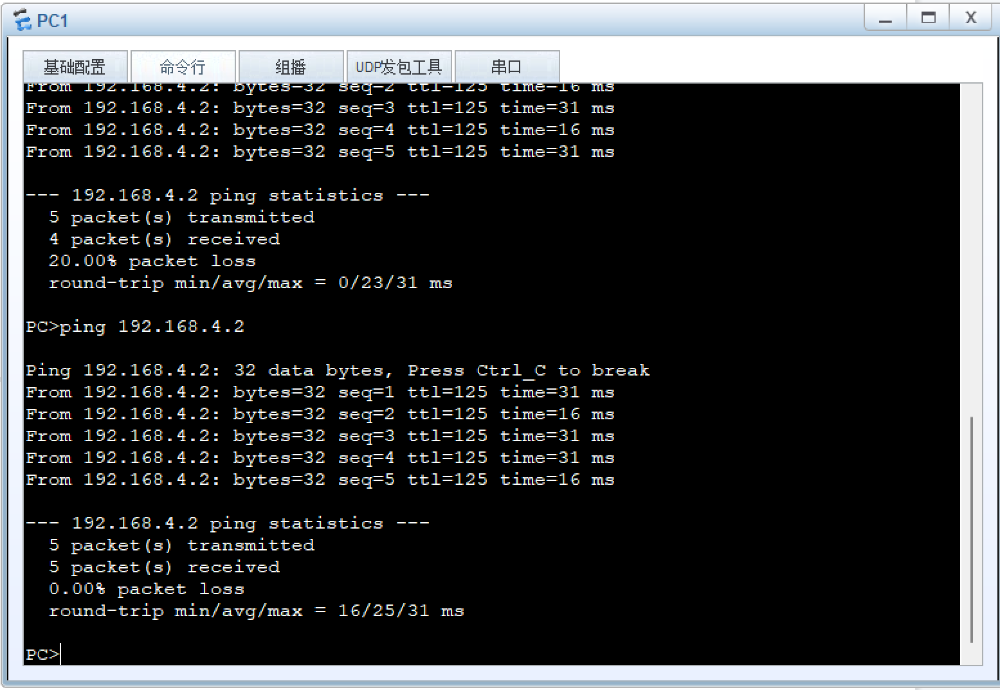 PC1
基础配置 命令行 组播 UDP发包工具 串口
From 192.168.4.2: bytes=32 seq=2 ttl=125 time=16 ms
From 192.168.4.2: bytes=32 seq=3 ttl=125 time=31 ms
From 192.168.4.2: bytes=32 seq=4 ttl=125 time=16 ms
From 192.168.4.2: bytes=32 seq=5 ttl=125 time=31 ms
--- 192.168.4.2 ping statistics ---
5 packet(s) transmitted
4 packet(s) received
20.00% packet loss
round-trip min/avg/max = 0/23/31 ms
PC>ping 192.168.4.2
Ping 192.168.4.2: 32 data bytes, Press Ctrl_C to break
From 192.168.4.2: bytes=32 seq=1 ttl=125 time=31 ms
From 192.168.4.2: bytes=32 seq=2 ttl=125 time=16 ms
From 192.168.4.2: bytes=32 seq=3 ttl=125 time=31 ms
From 192.168.4.2: bytes=32 seq=4 ttl=125 time=31 ms
From 192.168.4.2: bytes=32 seq=5 ttl=125 time=16 ms
--- 192.168.4.2 ping statistics ---
5 packet(s) transmitted
5 packet(s) received
0.00% packet loss
round-trip min/avg/max = 16/25/31 ms
PC>